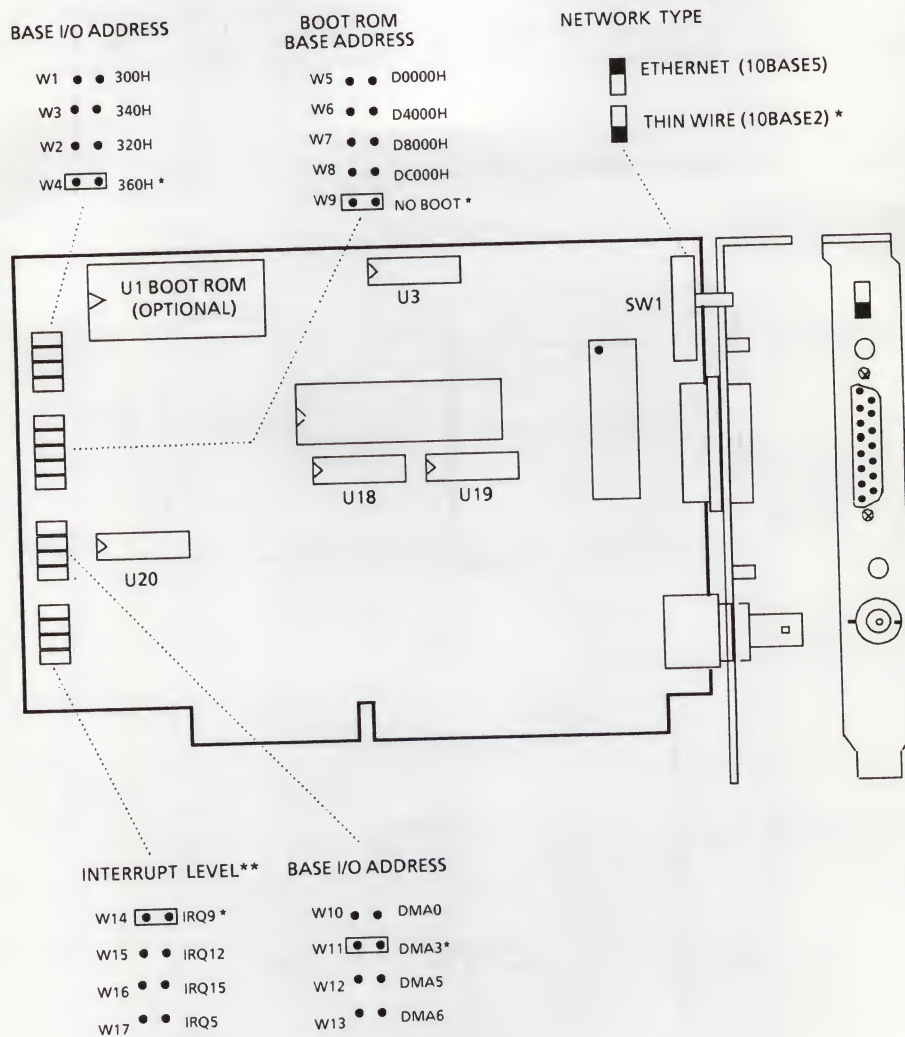 BASE I/O ADDRESS
W1 300H
W3 340H
W2 320H
W4 360H *
BOOT ROM
BASE ADDRESS
W5 D0000H
W6 D4000H
W7 D8000H
W8 DC000H
W9 NO BOOT *
NETWORK TYPE
ETHERNET (10BASE5)
THIN WIRE (10BASE2) *
U1 BOOT ROM
(OPTIONAL)
U3
SW1
U18
U19
U20
INTERRUPT LEVEL**
W14 IRQ9 *
W15 IRQ12
W16 IRQ15
W17 IRQ5
BASE I/O ADDRESS
W10 DMA0
W11 DMA3*
W12 DMA5
W13 DMA6